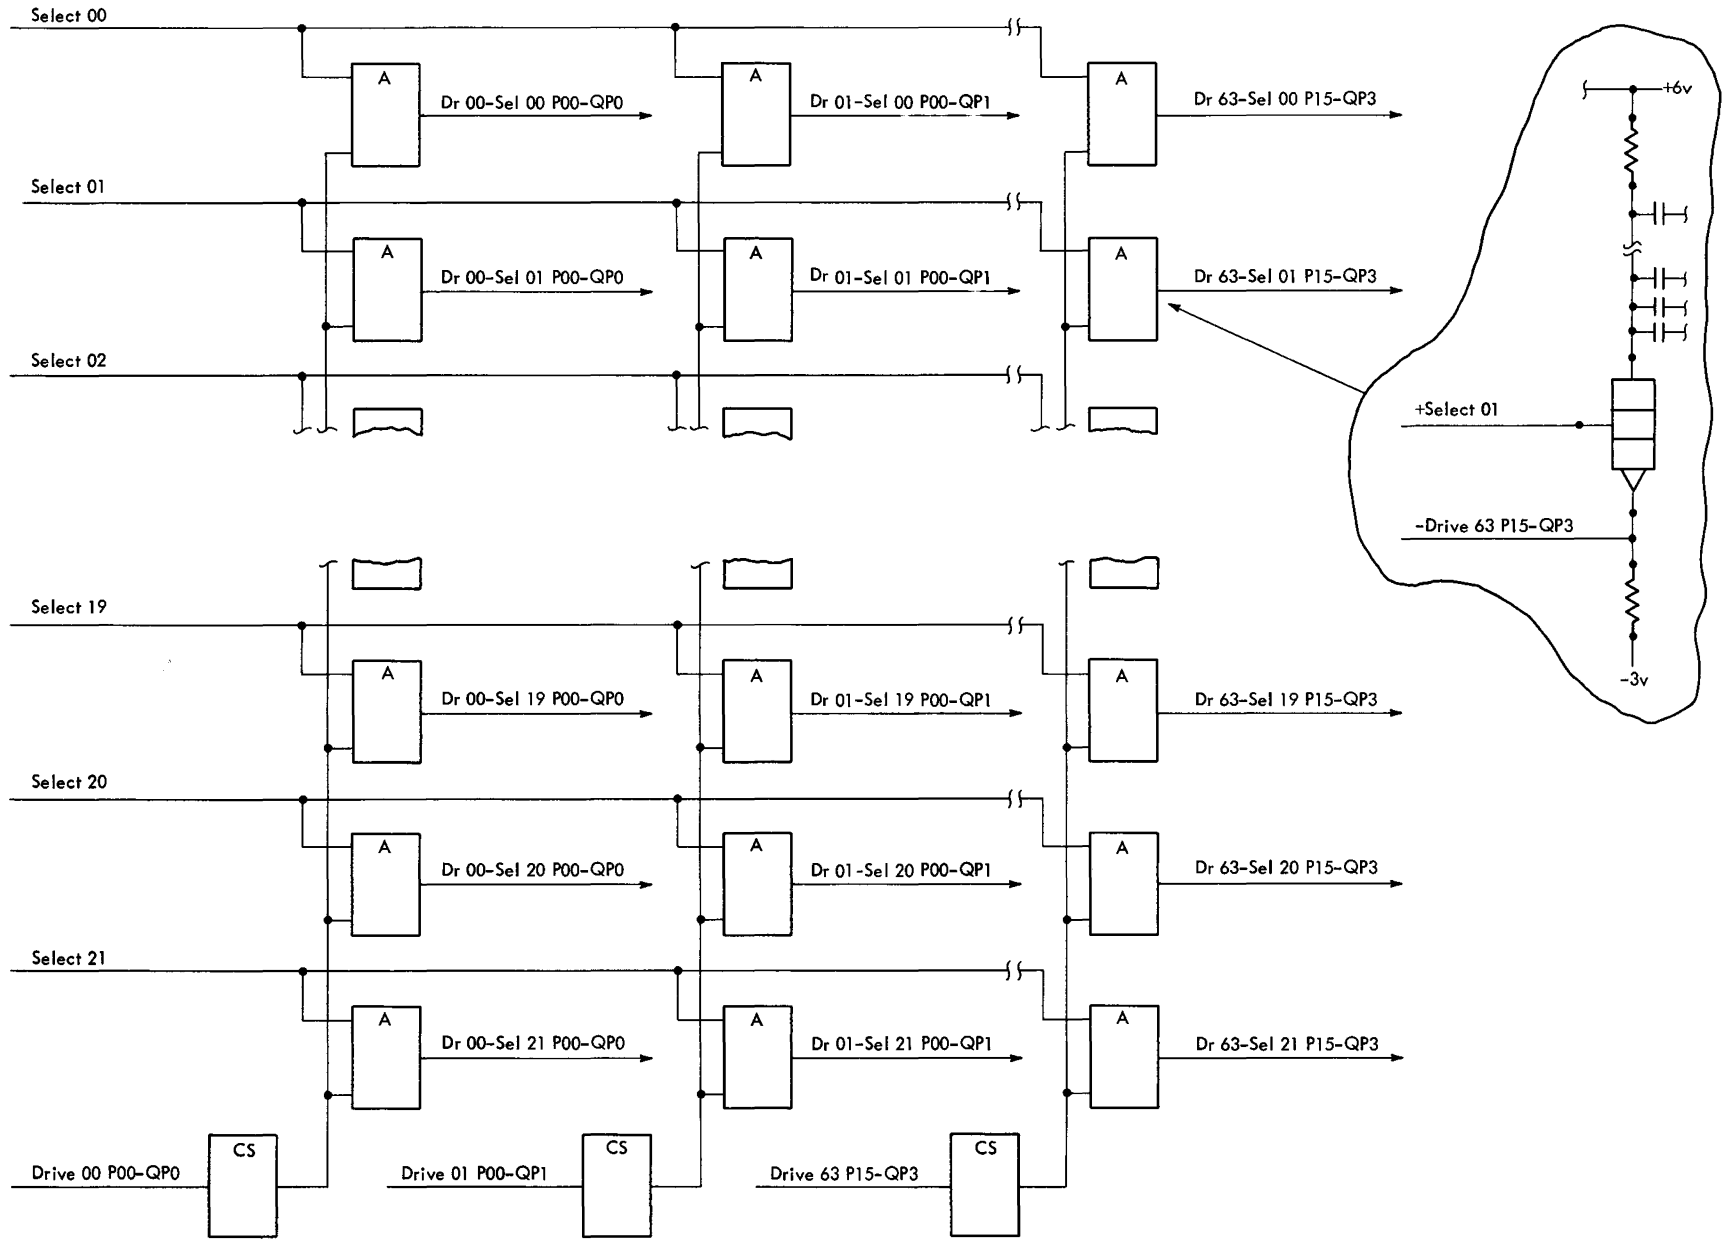 Select 00
A
A
A
Dr 00-Sel 00 P00-QP0
Dr 01-Sel 00 P00-QP1
Dr 63-Sel 00 P15-QP3
+6v
Select 01
A
A
A
Dr 00-Sel 01 P00-QP0
Dr 01-Sel 01 P00-QP1
Dr 63-Sel 01 P15-QP3
Select 02
+Select 01
-Drive 63 P15-QP3
-3v
Select 19
A
A
A
Dr 00-Sel 19 P00-QP0
Dr 01-Sel 19 P00-QP1
Dr 63-Sel 19 P15-QP3
Select 20
A
A
A
Dr 00-Sel 20 P00-QP0
Dr 01-Sel 20 P00-QP1
Dr 63-Sel 20 P15-QP3
Select 21
A
A
A
Dr 00-Sel 21 P00-QP0
Dr 01-Sel 21 P00-QP1
Dr 63-Sel 21 P15-QP3
CS
CS
CS
Drive 00 P00-QP0
Drive 01 P00-QP1
Drive 63 P15-QP3